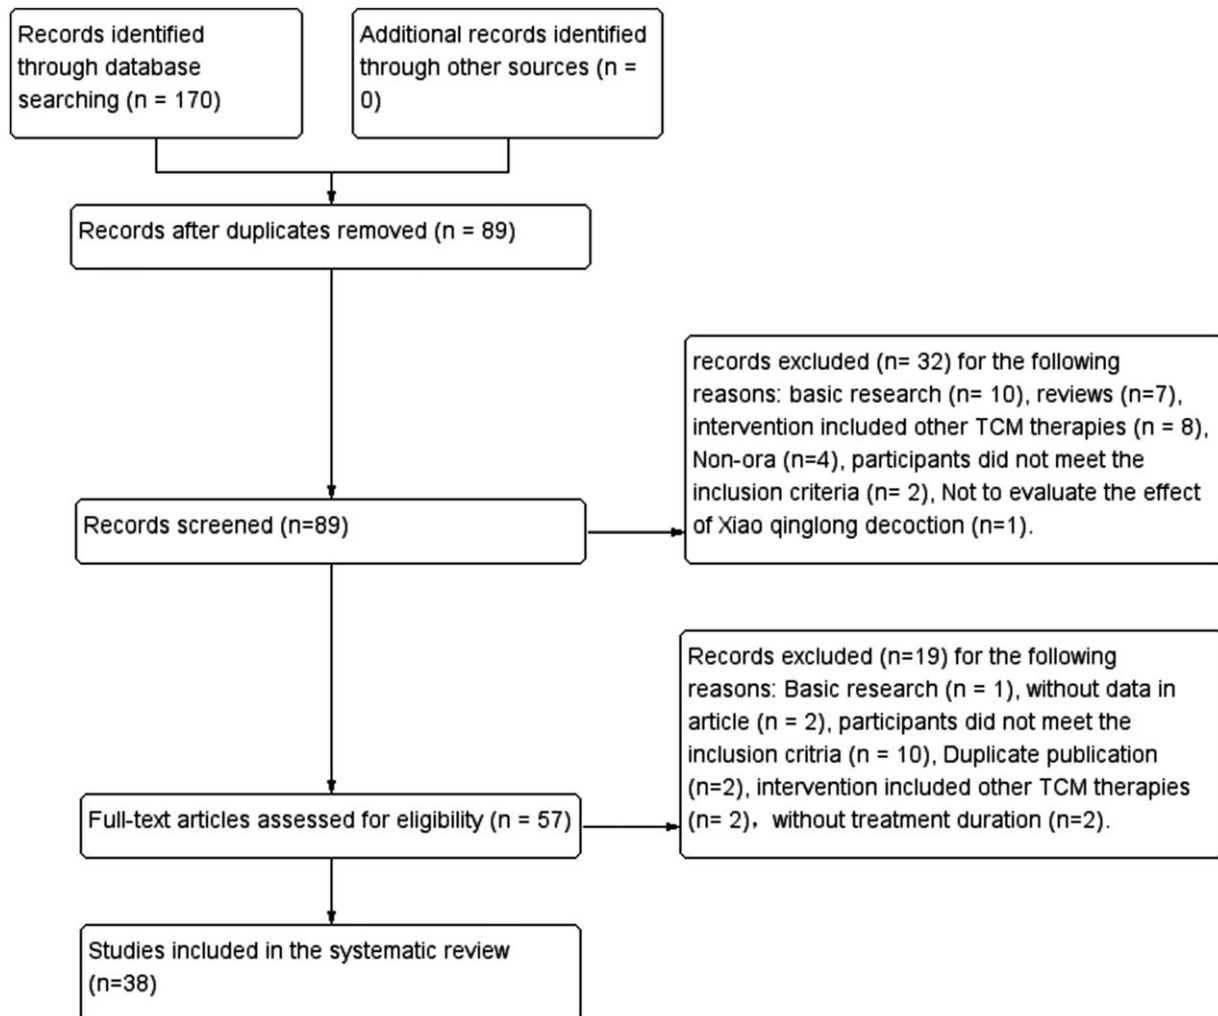 Records identified
through database
searching (n = 170)
Additional records identified
through other sources (n =
0)
Records after duplicates removed (n = 89)
records excluded (n= 32) for the following
reasons: basic research (n= 10), reviews (n=7),
intervention included other TCM therapies (n = 8),
Non-ora (n=4), participants did not meet the
inclusion criteria (n= 2), Not to evaluate the effect
of Xiao qinglong decoction (n=1).
Records screened (n=89)
Records excluded (n=19) for the following
reasons: Basic research (n = 1), without data in
article (n = 2), participants did not meet the
inclusion critria (n = 10), Duplicate publication
(n=2), intervention included other TCM therapies
(n= 2)，without treatment duration (n=2).
Full-text articles assessed for eligibility (n = 57)
Studies included in the systematic review
(n=38)